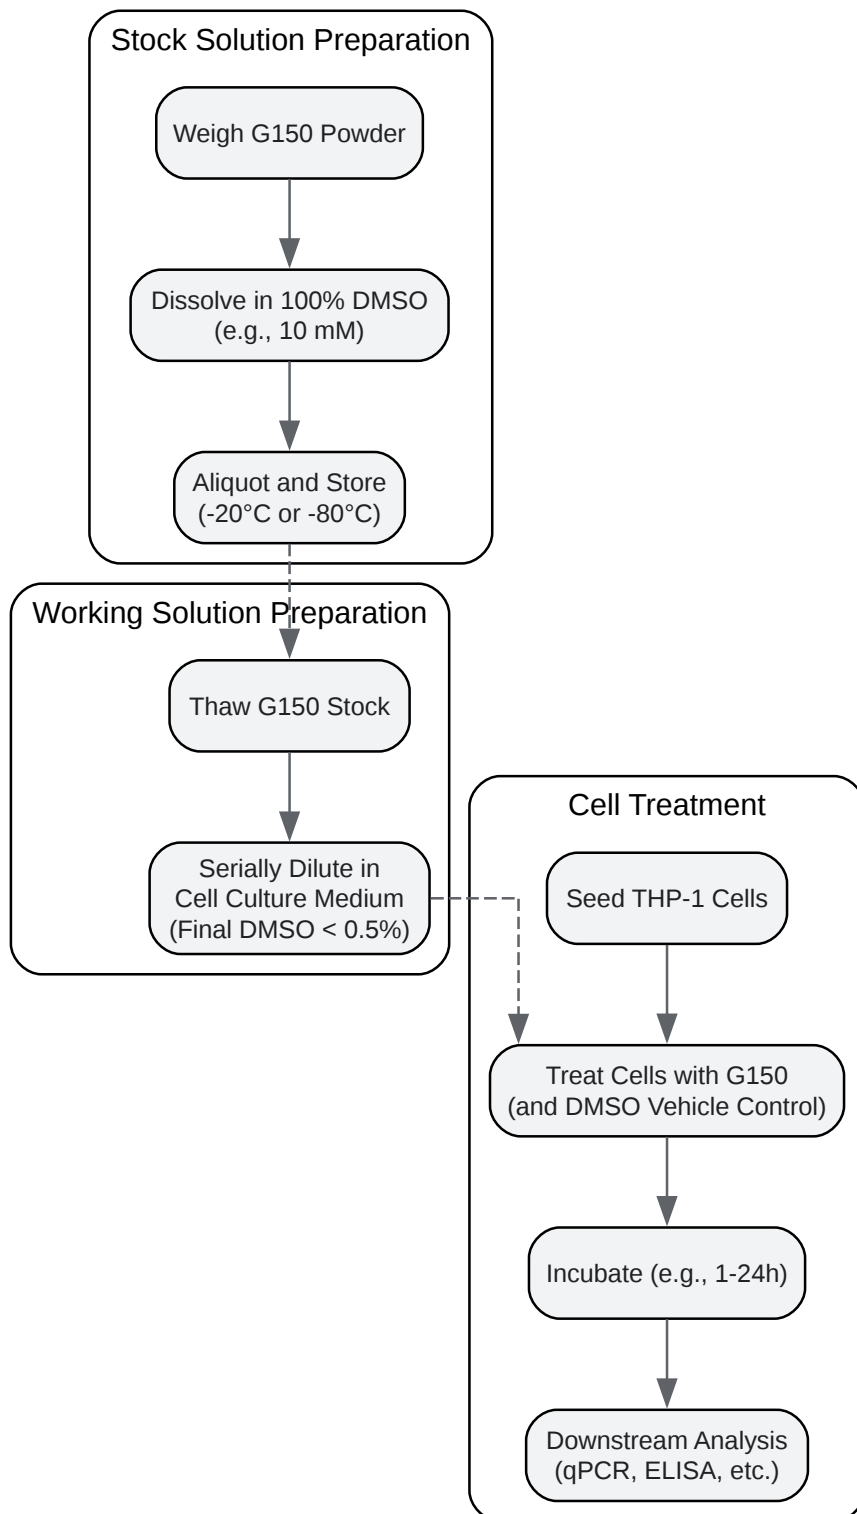 Stock Solution Preparation
Weigh G150 Powder
Dissolve in 100% DMSO
(e.g., 10 mM)
Aliquot and Store
(-20°C or -80°C)
Working Solution Preparation
Thaw G150 Stock
Serially Dilute in
Cell Culture Medium
(Final DMSO < 0.5%)
Cell Treatment
Seed THP-1 Cells
Treat Cells with G150
(and DMSO Vehicle Control)
Incubate (e.g., 1-24h)
Downstream Analysis
(qPCR, ELISA, etc.)